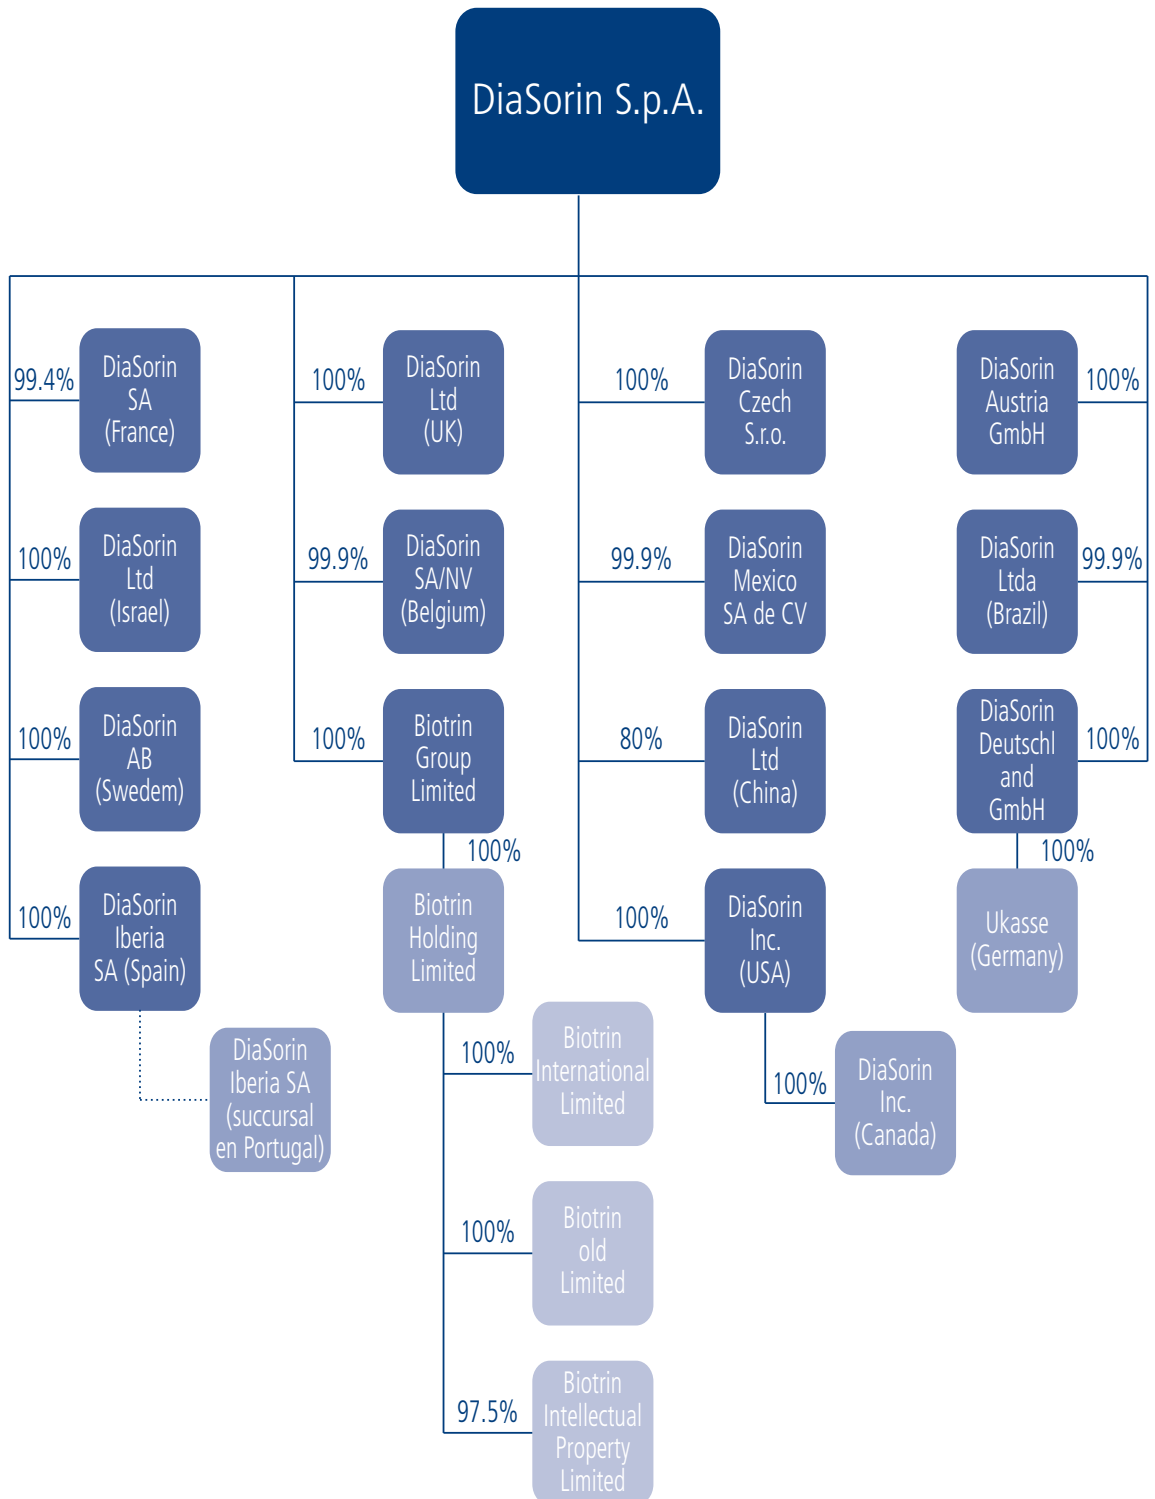 DiaSorin S.p.A.
99.4%
DiaSorin
SA
(France)
100%
DiaSorin
Ltd
(UK)
100%
DiaSorin
Czech
S.r.o.
DiaSorin
Austria
GmbH
100%
100%
DiaSorin
Ltd
(Israel)
99.9%
DiaSorin
SA/NV
(Belgium)
99.9%
DiaSorin
Mexico
SA de CV
DiaSorin
Ltda
(Brazil)
99.9%
100%
DiaSorin
AB
(Swedem)
100%
Biotrin
Group
Limited
80%
DiaSorin
Ltd
(China)
DiaSorin
Deutschl
and
GmbH
100%
100%
100%
100%
DiaSorin
Iberia
SA (Spain)
Biotrin
Holding
Limited
100%
DiaSorin
Inc.
(USA)
Ukasse
(Germany)
DiaSorin
Iberia SA
(succursal
en Portugal)
100%
Biotrin
International
Limited
100%
DiaSorin
Inc.
(Canada)
100%
Biotrin
old
Limited
97.5%
Biotrin
Intellectual
Property
Limited